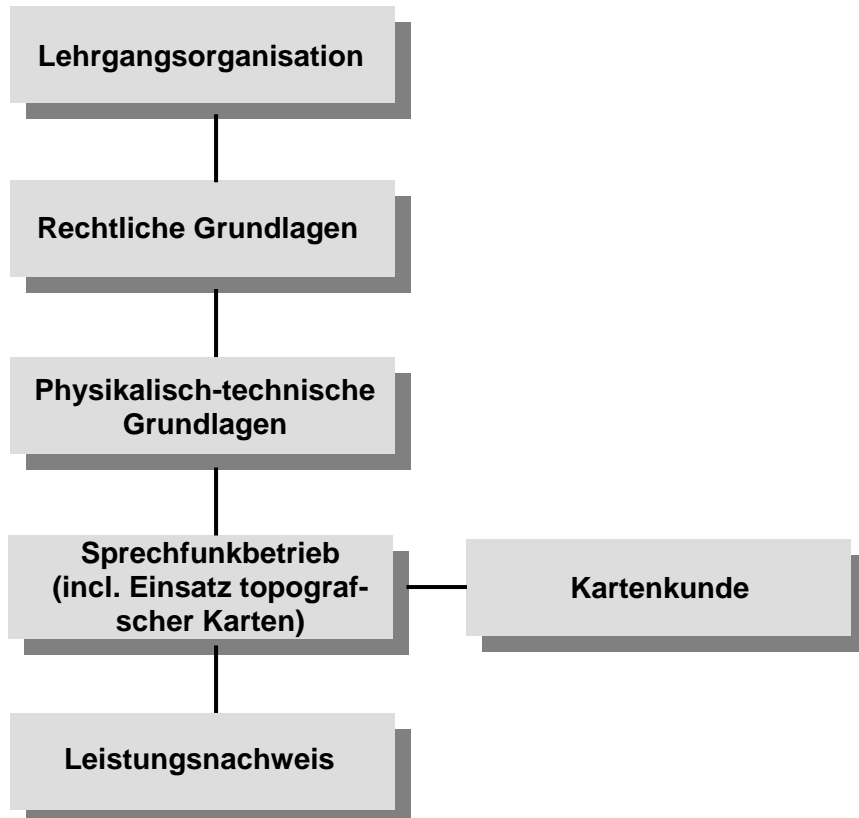 Lehrgangsorganisation
Rechtliche Grundlagen
Physikalisch-technische
Grundlagen
Sprechfunkbetrieb
(incl. Einsatz topograf-
scher Karten)
Kartenkunde
Leistungsnachweis